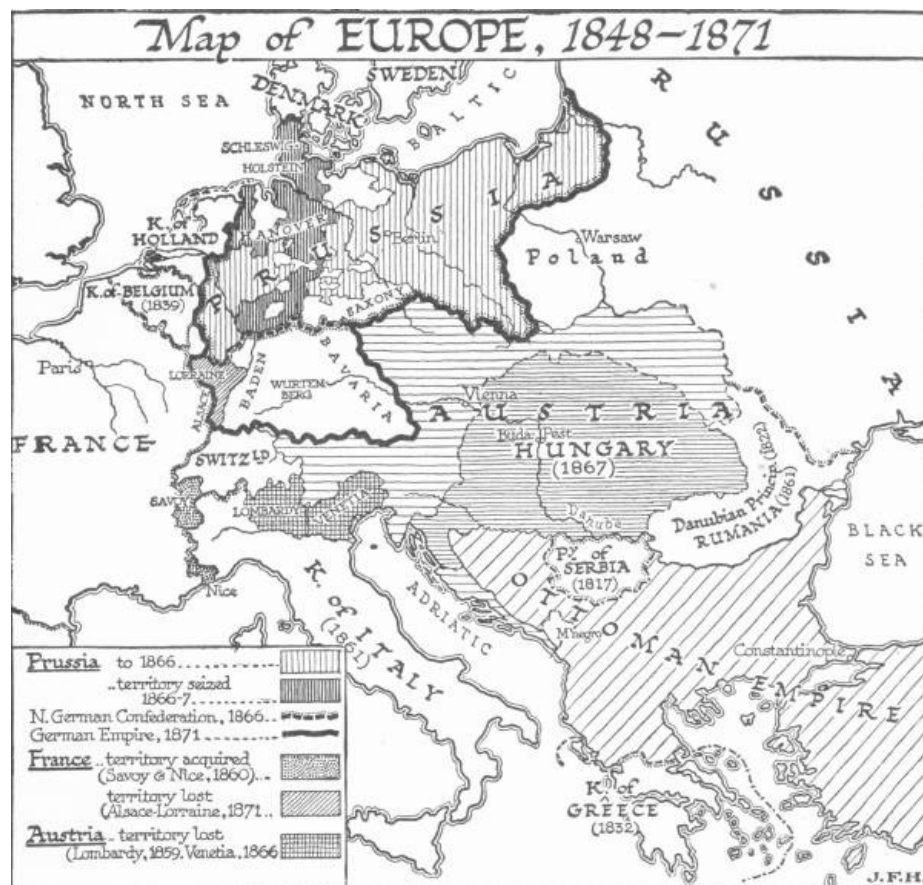 Map of EUROPE, 1848–1871
NORTH SEA
DENMARK
SWEDEN
BALTIC
RUSSIA
SCHLESWIG-
HOLSTEIN
K. of
HOLLAND
HANOVER
Berlin
PRUSSIA
Warsaw
Poland
K. of BELGIUM
(1839)
SAXONY
Paris
LORRAINE
ALSACE
BADEN
WURTEM
BERG
BAVARIA
FRANCE
Vienna
AUSTRIA
Buda Pest
HUNGARY
(1867)
SWITZLD
SAVOY
LOMBARDY
VENETIA
Danube
Danubian Princip. (1822)
RUMANIA (1861)
BLACK
SEA
Py of
SERBIA
(1817)
Nice
K. of ITALY
(1861)
ADRIATIC
M'negro
OTTOMAN EMPIRE
Constantinople
K. of
GREECE
(1832)
Prussia to 1866
..territory seized
1866-7
N. German Confederation, 1866
German Empire, 1871
France ..territory acquired
(Savoy & Nice, 1860)
territory lost
(Alsace-Lorraine, 1871
Austria .. territory lost
(Lombardy, 1859. Venetia, 1866
J.F.H.